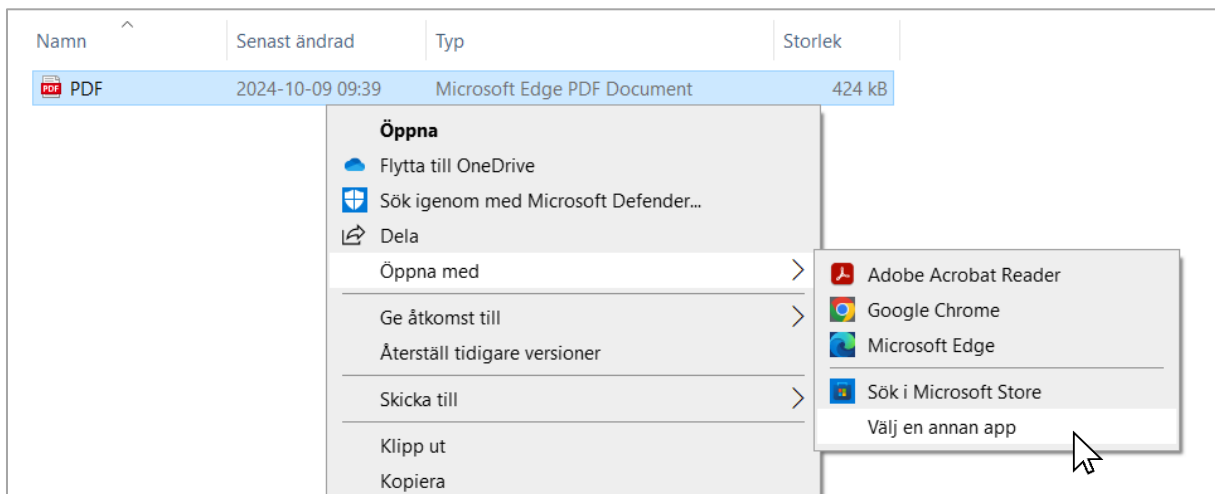 Namn Senast ändrad Typ Storlek
PDF 2024-10-09 09:39 Microsoft Edge PDF Document 424 kB
Öppna
Flytta till OneDrive
Sök igenom med Microsoft Defender...
Dela
Öppna med
Ge åtkomst till
Återställ tidigare versioner
Skicka till
Klipp ut
Kopiera
Adobe Acrobat Reader
Google Chrome
Microsoft Edge
Sök i Microsoft Store
Välj en annan app